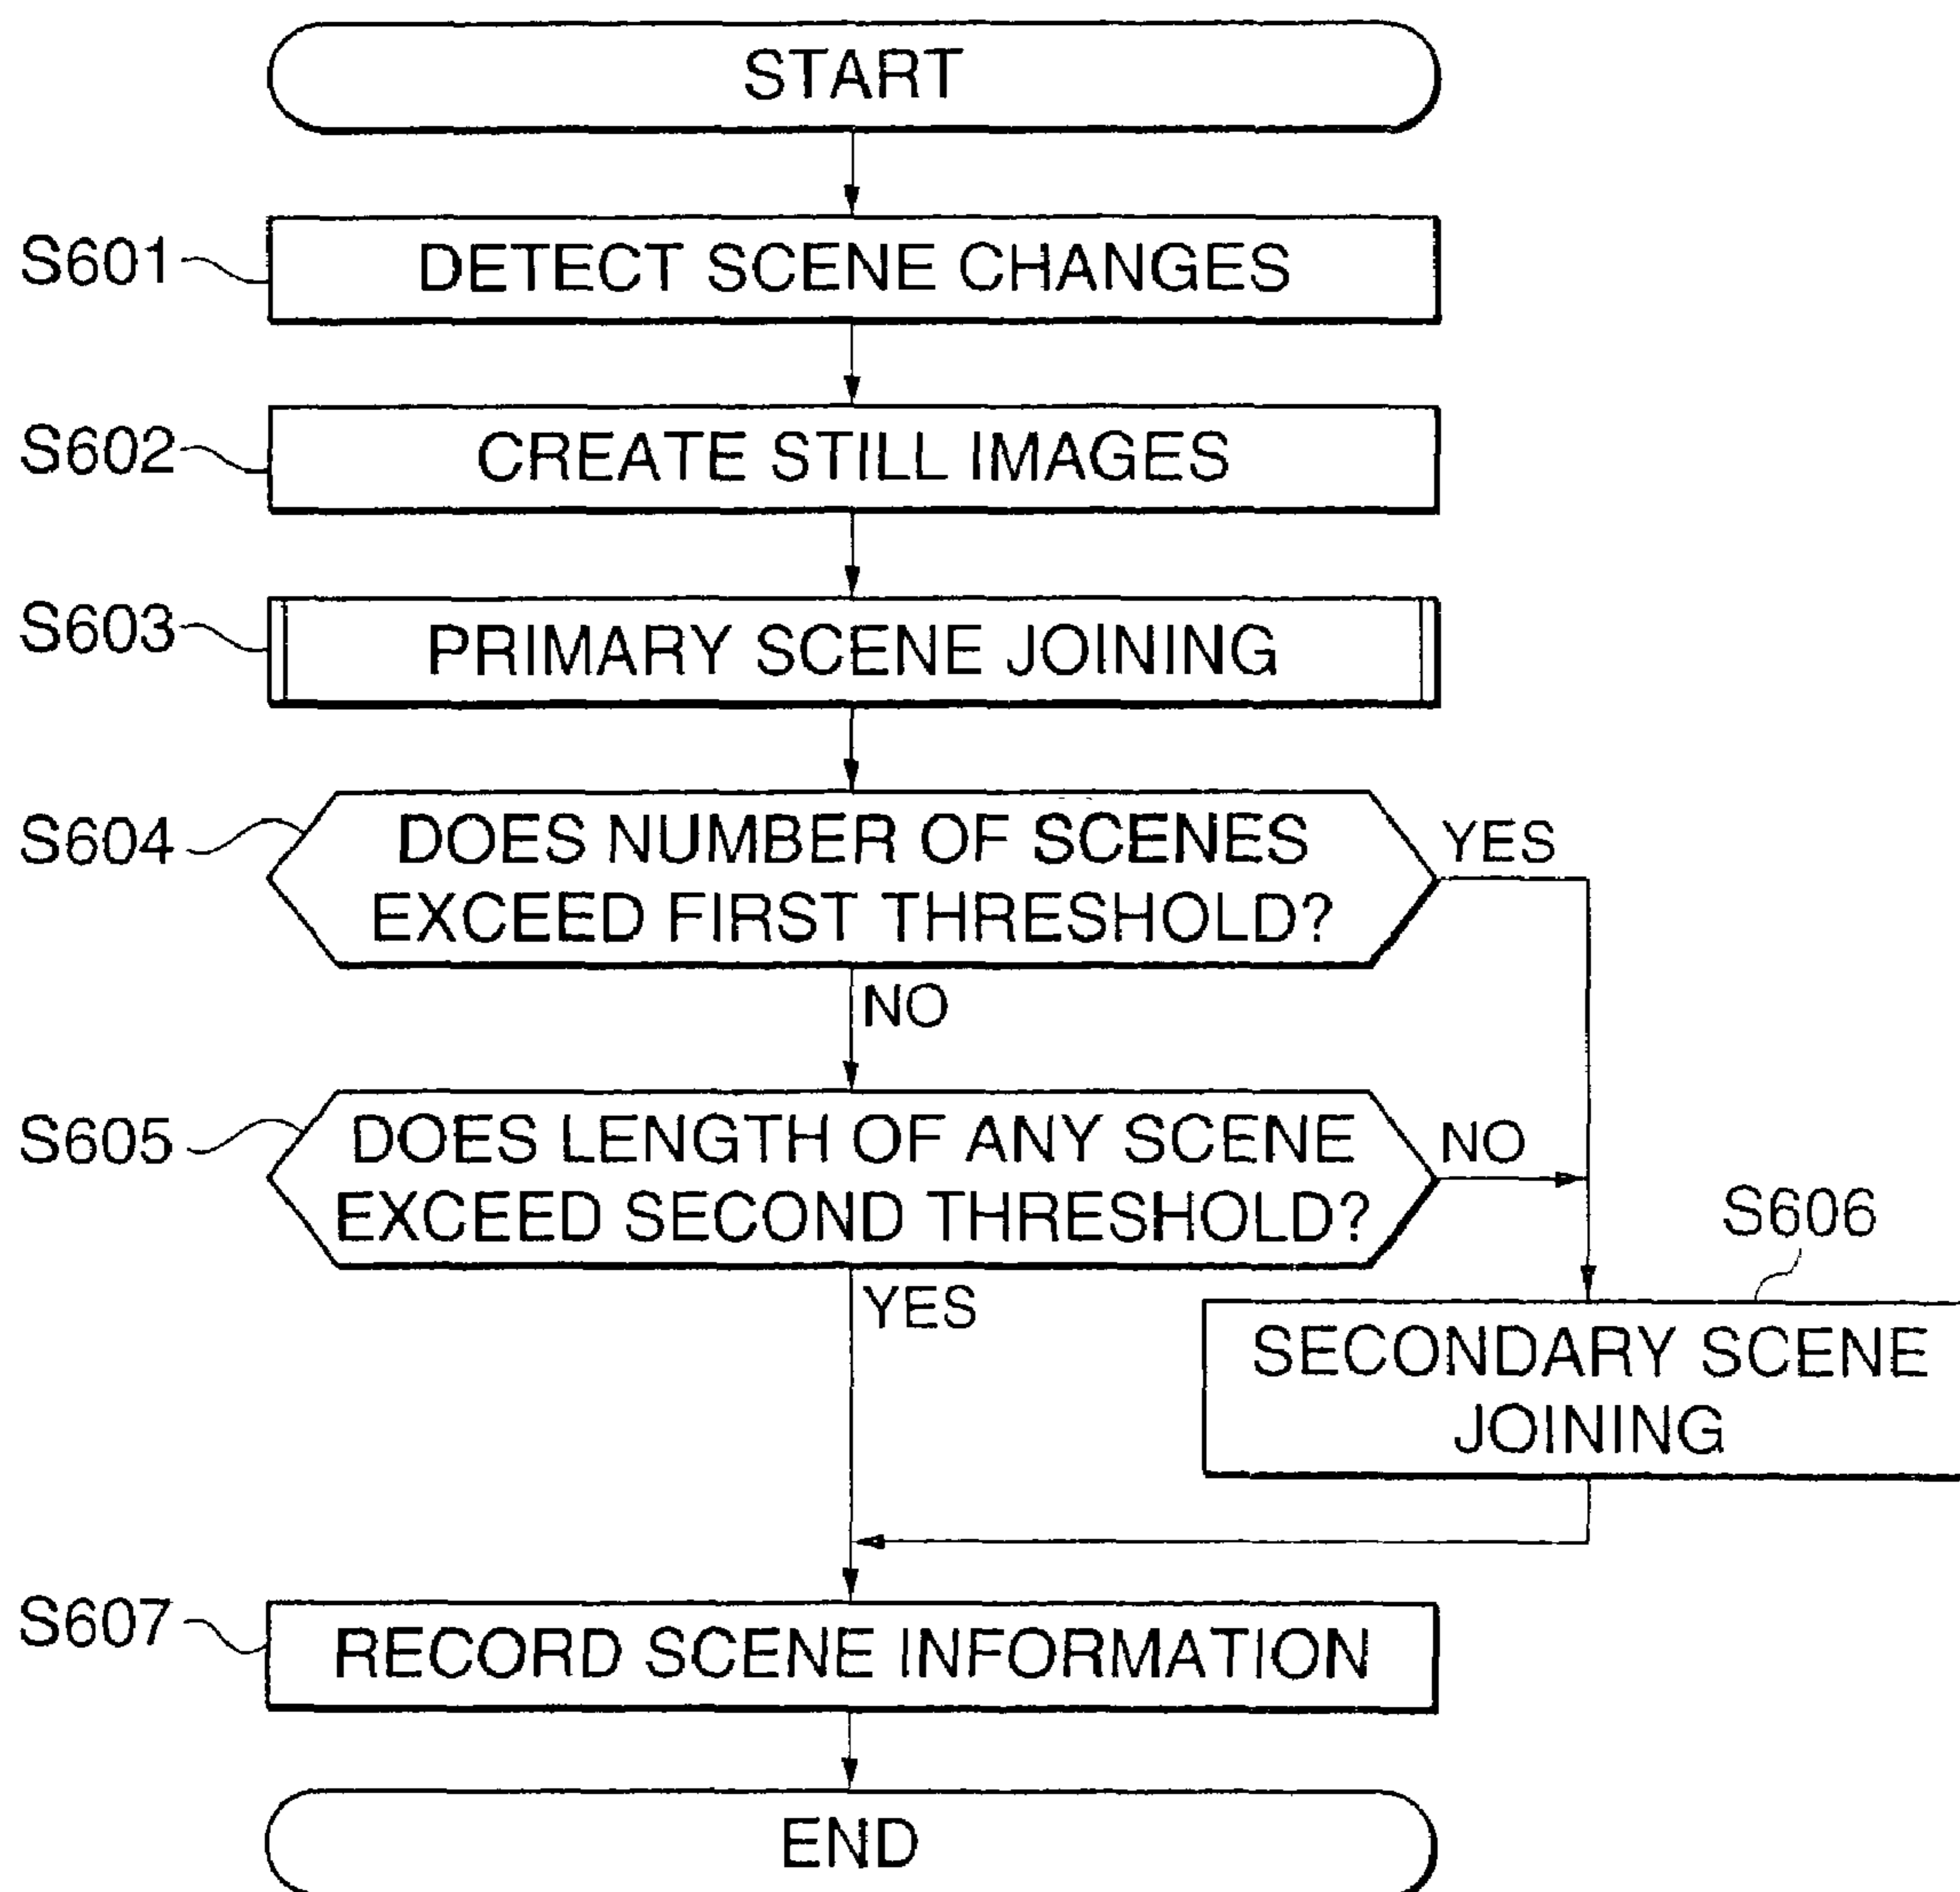 START
S601
DETECT SCENE CHANGES
S602
CREATE STILL IMAGES
S603
PRIMARY SCENE JOINING
S604
DOES NUMBER OF SCENES
EXCEED FIRST THRESHOLD?
YES
NO
S605
DOES LENGTH OF ANY SCENE
EXCEED SECOND THRESHOLD?
NO
YES
S606
SECONDARY SCENE
JOINING
S607
RECORD SCENE INFORMATION
END